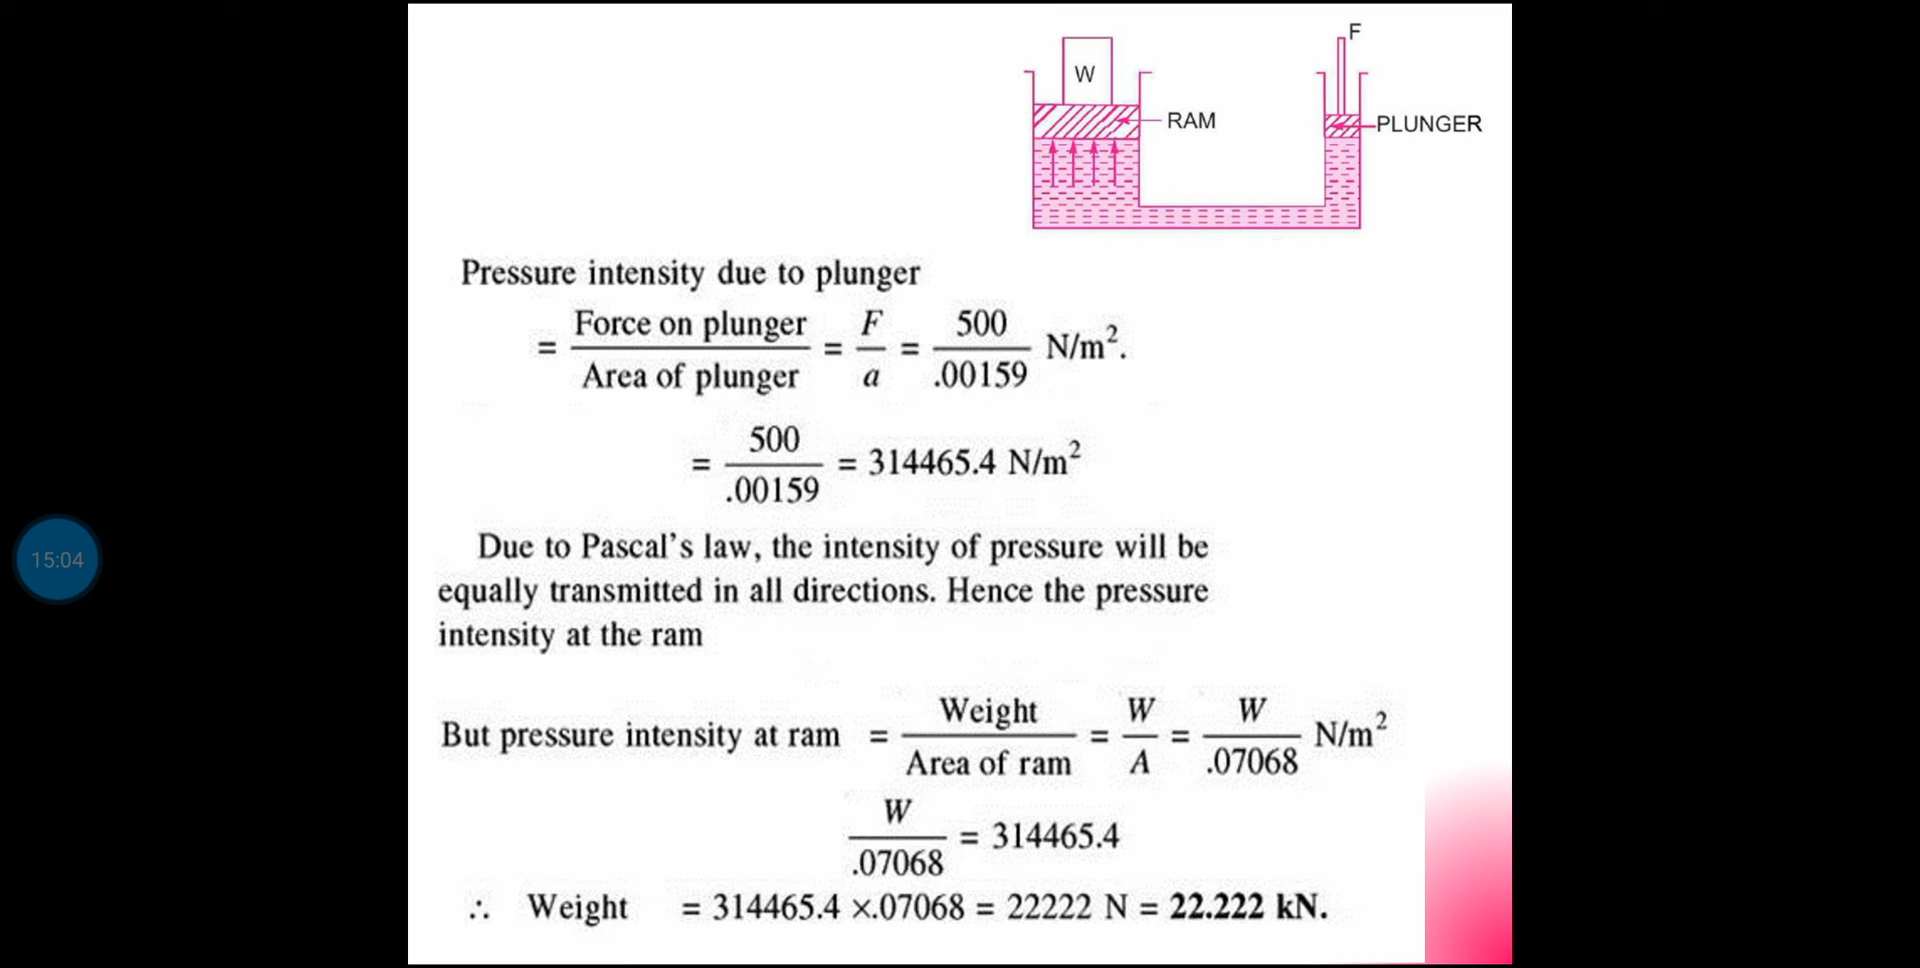 F
W
RAM
PLUNGER
Pressure intensity due to plunger
= Force on plunger / Area of plunger = F / a = 500 / .00159 N/m².
= 500 / .00159 = 314465.4 N/m²
Due to Pascal's law, the intensity of pressure will be
equally transmitted in all directions. Hence the pressure
intensity at the ram
But pressure intensity at ram = Weight / Area of ram = W / A = W / .07068 N/m²
W / .07068 = 314465.4
∴ Weight = 314465.4 ×.07068 = 22222 N = 22.222 kN.
15:04